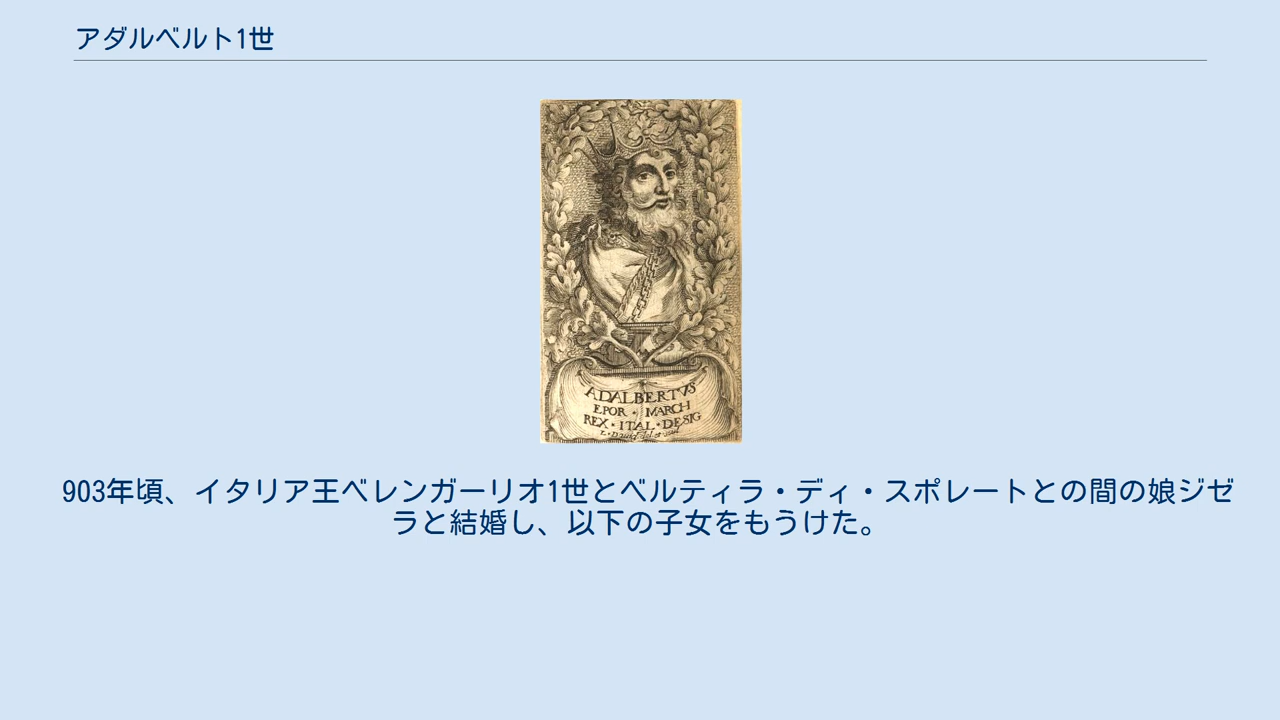 アダルベルト1世
ADALBERTVS
EPOR · MARCH
REX · ITAL · DESIG
903年頃、イタリア王ベレンガーリオ1世とベルティラ・ディ・スポレートとの間の娘ジゼ
ラと結婚し、以下の子女をもうけた。